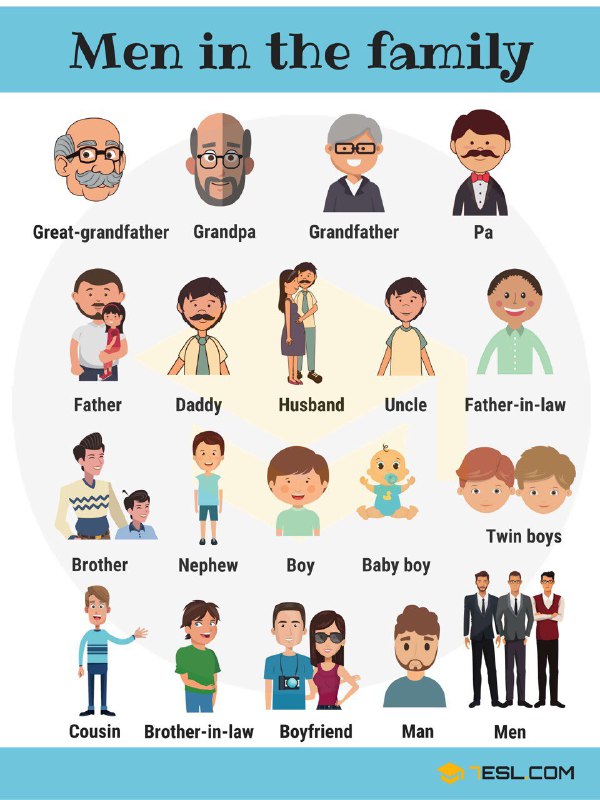 Men in the family
Great-grandfather
Grandpa
Grandfather
Pa
Father
Daddy
Husband
Uncle
Father-in-law
Brother
Nephew
Boy
Baby boy
Twin boys
Cousin
Brother-in-law
Boyfriend
Man
Men
7ESL.COM